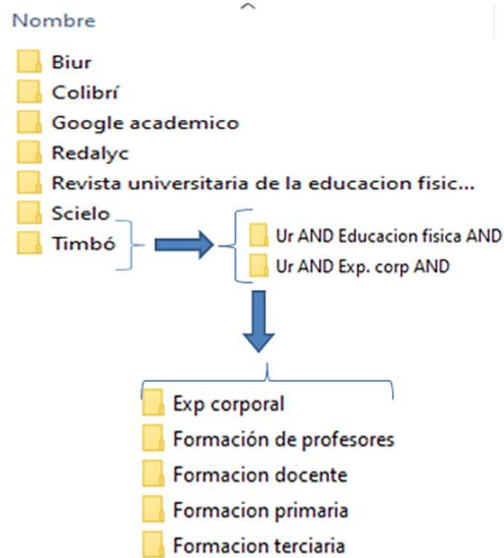 Nombre
Biur
Colibrí
Google academico
Redalyc
Revista universitaria de la educacion fisic...
Scielo
Timbó
Ur AND Educacion fisica AND
Ur AND Exp. corp AND
Exp corporal
Formación de profesores
Formacion docente
Formacion primaria
Formacion terciaria